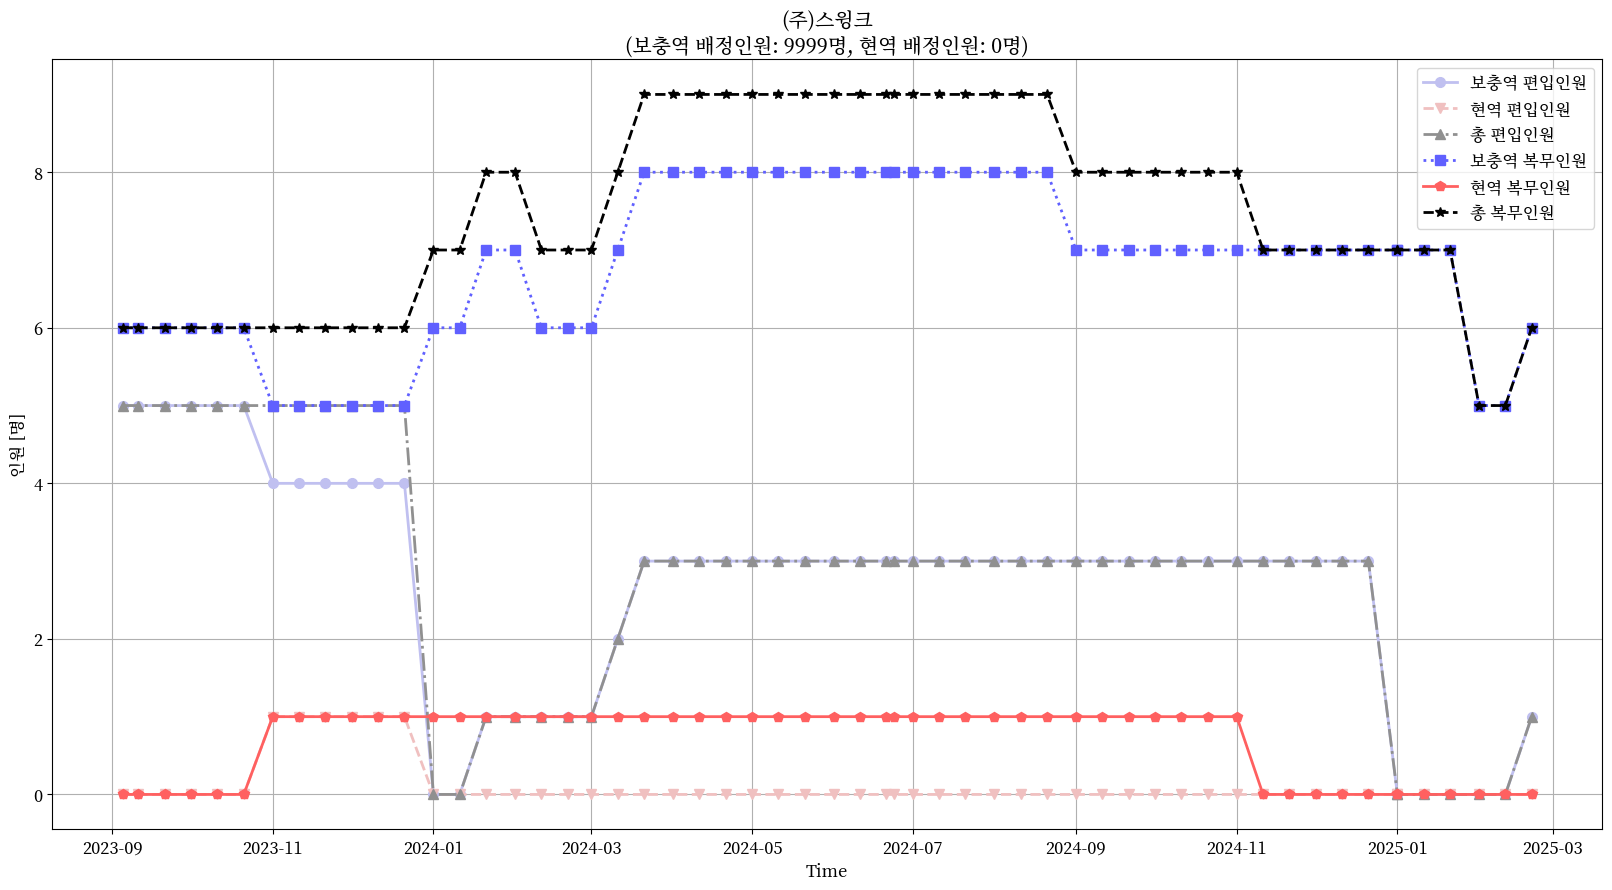 (주)스윙크
(보충역 배정인원: 9999명, 현역 배정인원: 0명)
보충역 편입인원
현역 편입인원
총 편입인원
보충역 복무인원
현역 복무인원
총 복무인원
인원 [명]
8
6
4
2
0
2023-09
2023-11
2024-01
2024-03
2024-05
2024-07
2024-09
2024-11
2025-01
2025-03
Time